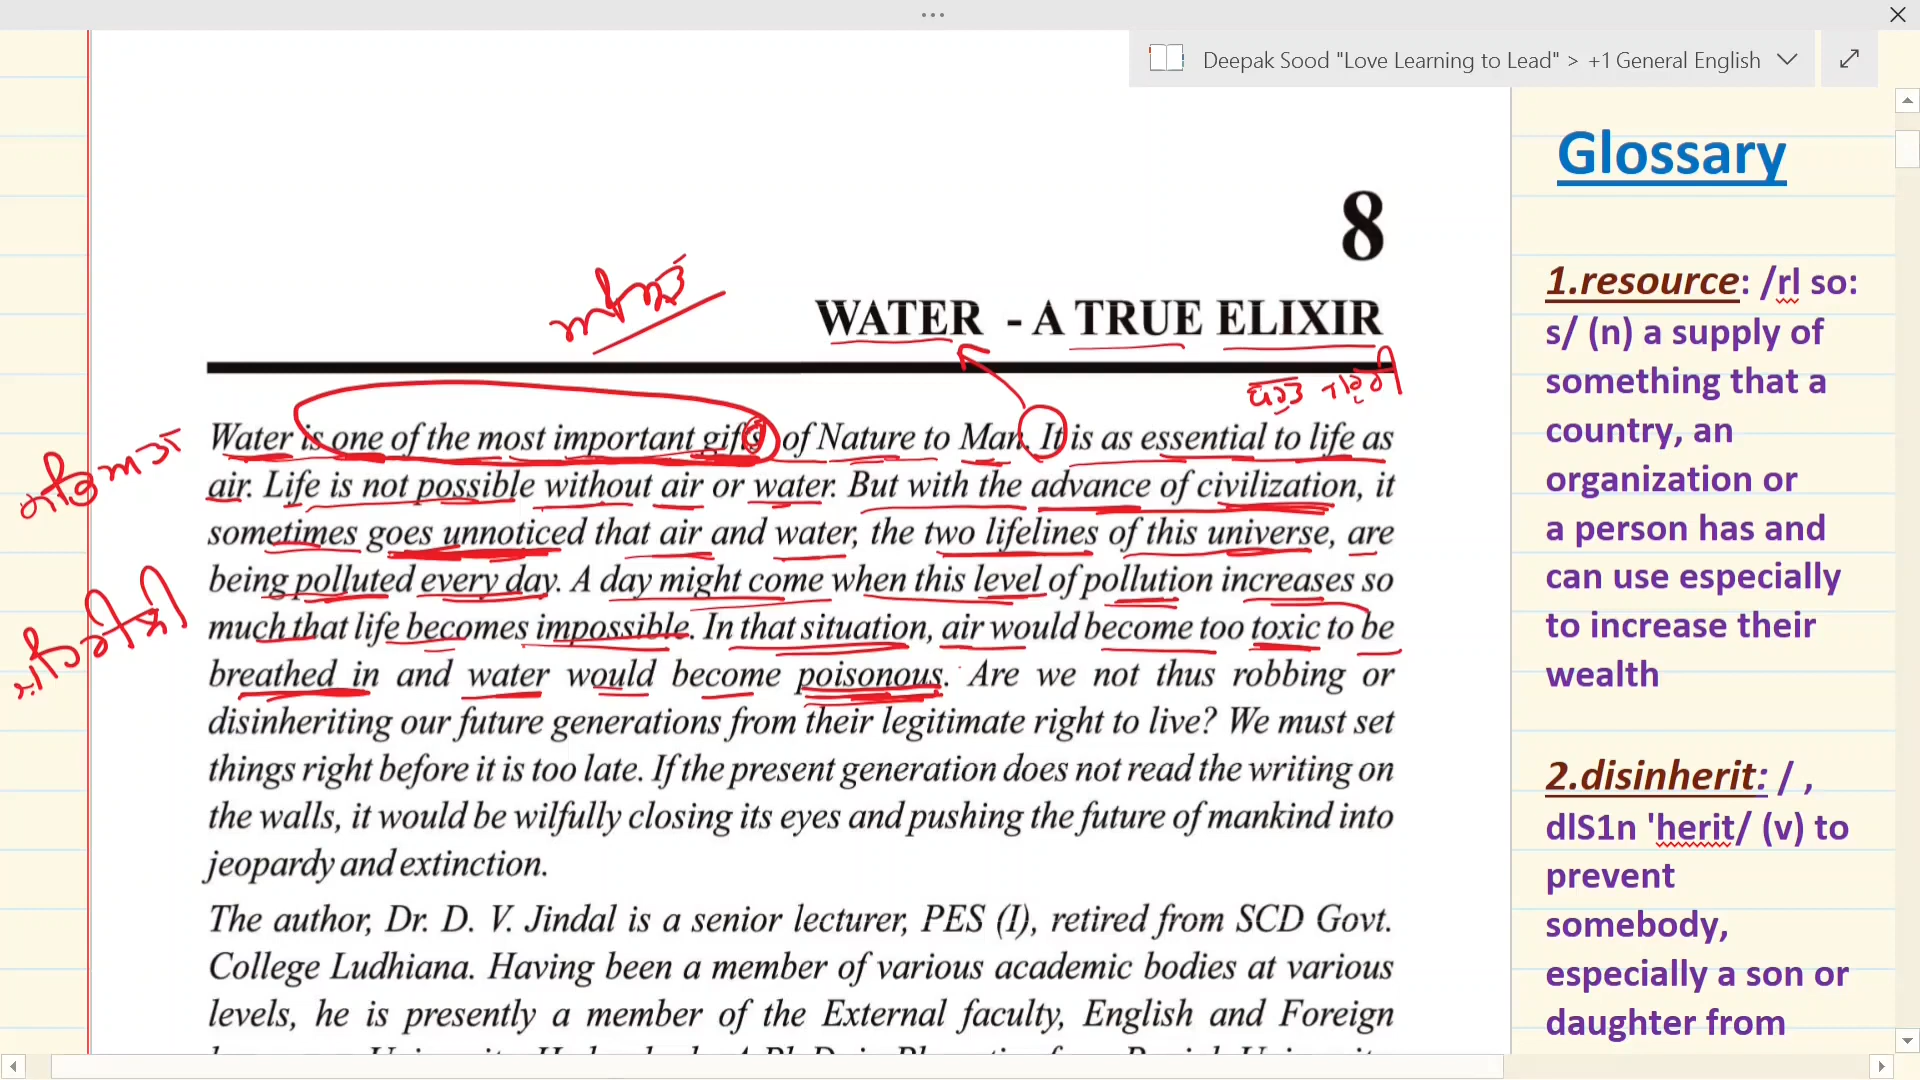 Deepak Sood "Love Learning to Lead" > +1 General English
8
WATER - A TRUE ELIXIR
Water is one of the most important gifts of Nature to Man. It is as essential to life as
air. Life is not possible without air or water. But with the advance of civilization, it
sometimes goes unnoticed that air and water, the two lifelines of this universe, are
being polluted every day. A day might come when this level of pollution increases so
much that life becomes impossible. In that situation, air would become too toxic to be
breathed in and water would become poisonous. Are we not thus robbing or
disinheriting our future generations from their legitimate right to live? We must set
things right before it is too late. If the present generation does not read the writing on
the walls, it would be wilfully closing its eyes and pushing the future of mankind into
jeopardy and extinction.
The author, Dr. D. V. Jindal is a senior lecturer, PES (I), retired from SCD Govt.
College Ludhiana. Having been a member of various academic bodies at various
levels, he is presently a member of the External faculty, English and Foreign
Glossary
1.resource: /rI so:
s/ (n) a supply of
something that a
country, an
organization or
a person has and
can use especially
to increase their
wealth
2.disinherit: / ,
dIS1n 'herit/ (v) to
prevent
somebody,
especially a son or
daughter from